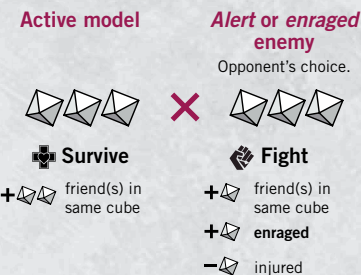 Active model
Alert or enraged
enemy
Opponent's choice.
Survive
+ friend(s) in
same cube
Fight
+ friend(s) in
same cube
+ enraged
– injured